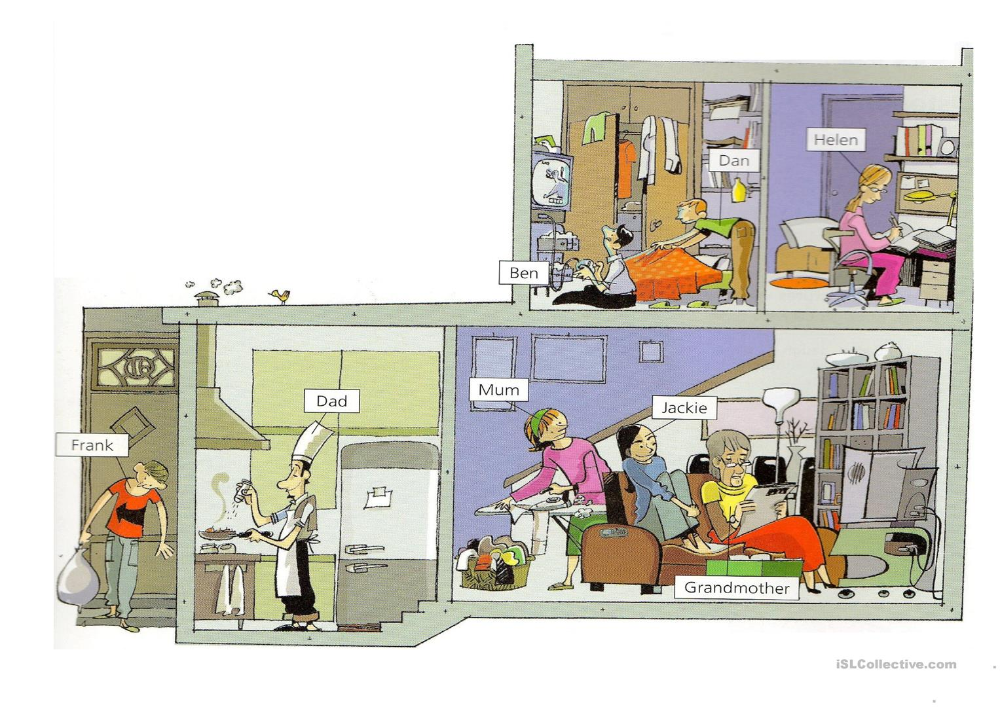 Helen
Dan
Ben
Dad
Mum
Jackie
Frank
Grandmother
iSLCollective.com